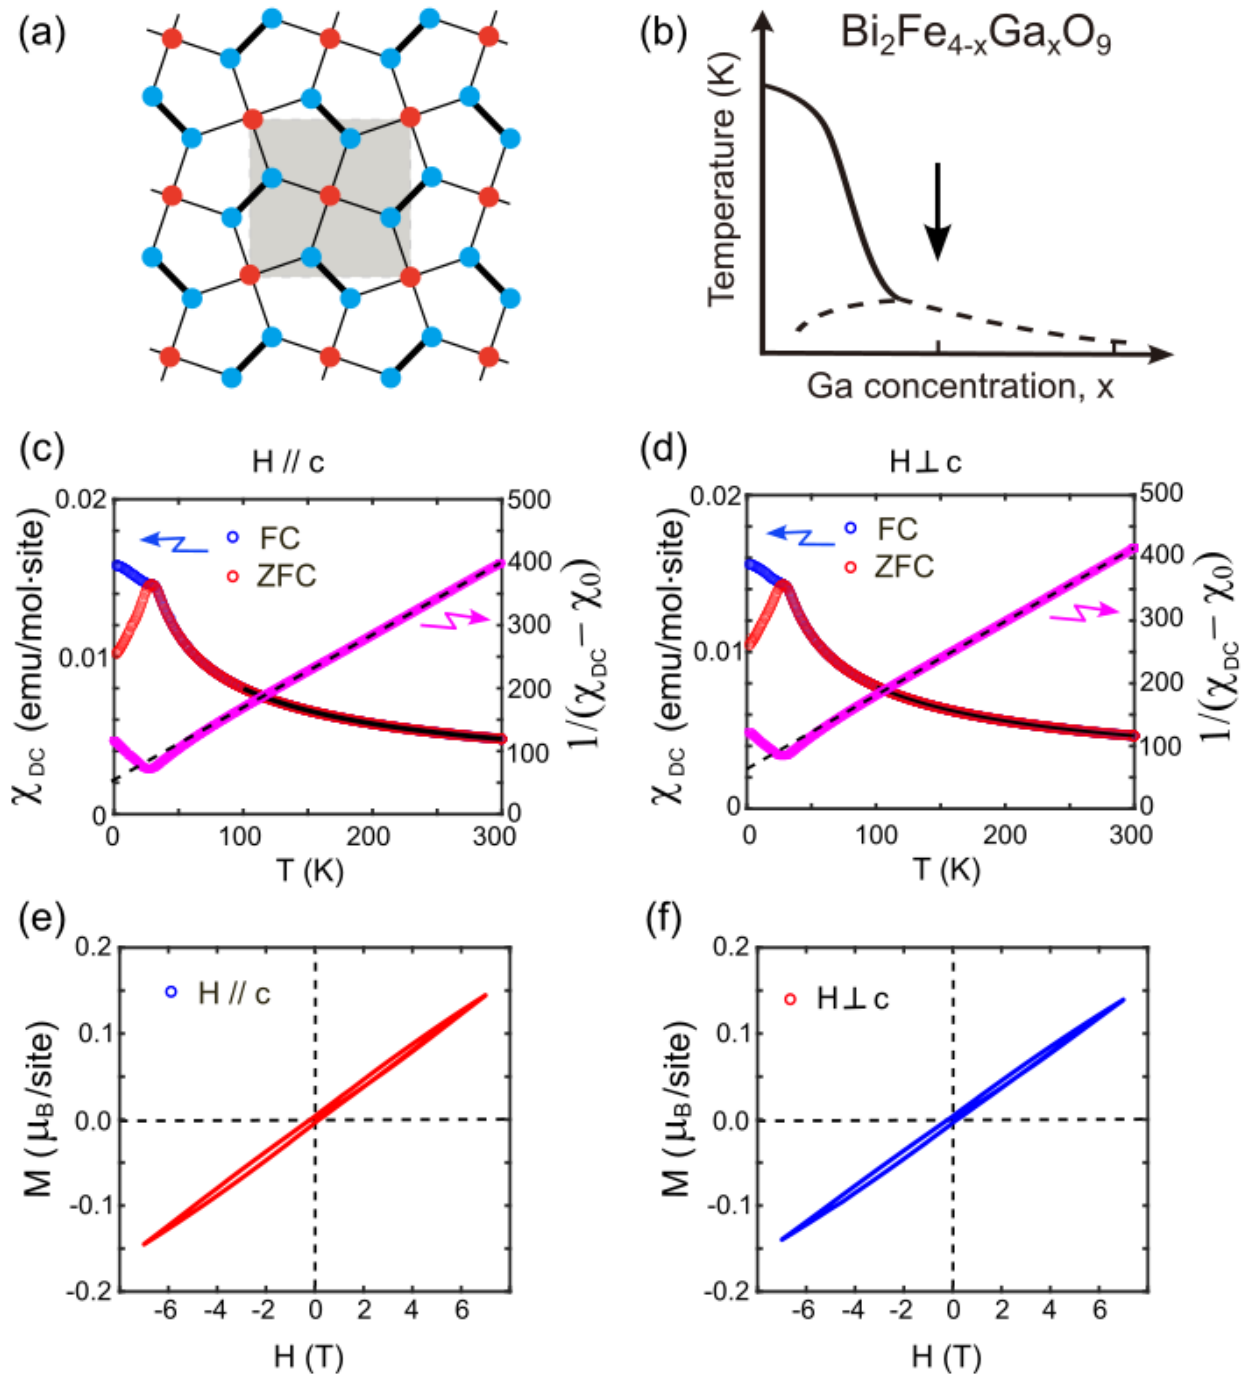 (a)
(b)
Bi2Fe4-xGaxO9
Temperature (K)
Ga concentration, x
(c)
H // c
0.02
0.01
0
χ DC (emu/mol·site)
FC
ZFC
500
400
300
200
100
0
1/(χDC − χ0)
0
100
200
300
T (K)
(d)
H⊥c
0.02
0.01
0
χ DC (emu/mol·site)
FC
ZFC
500
400
300
200
100
0
1/(χDC − χ0)
0
100
200
300
T (K)
(e)
0.2
0.1
0.0
-0.1
-0.2
M (μB/site)
H // c
-6
-4
-2
0
2
4
6
H (T)
(f)
0.2
0.1
0.0
-0.1
-0.2
M (μB/site)
H⊥c
-6
-4
-2
0
2
4
6
H (T)